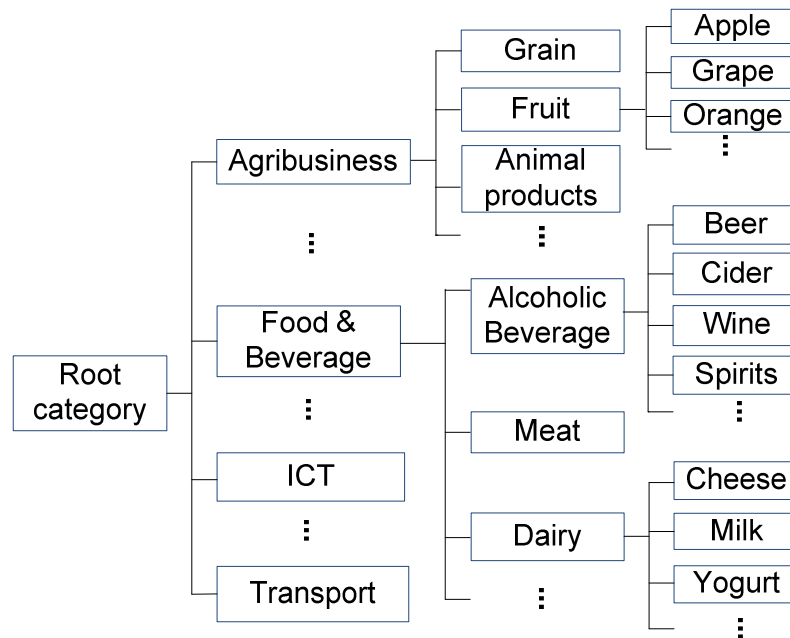 Root
category
Agribusiness
Food &
Beverage
ICT
Transport
Grain
Fruit
Animal
products
Alcoholic
Beverage
Meat
Dairy
Apple
Grape
Orange
Beer
Cider
Wine
Spirits
Cheese
Milk
Yogurt